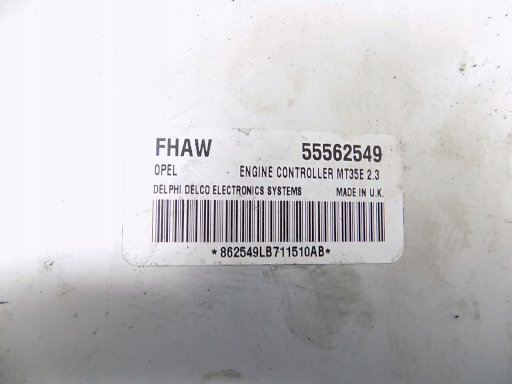 FHAW 55562549
OPEL ENGINE CONTROLLER MT35E 2.3
DELPHI DELCO ELECTRONICS SYSTEMS MADE IN U.K.
*862549LB711510AB*